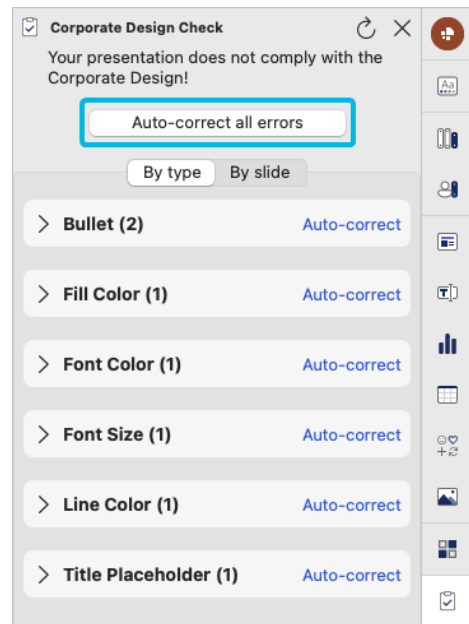 Corporate Design Check
Your presentation does not comply with the
Corporate Design!
Auto-correct all errors
By type By slide
Bullet (2) Auto-correct
Fill Color (1) Auto-correct
Font Color (1) Auto-correct
Font Size (1) Auto-correct
Line Color (1) Auto-correct
Title Placeholder (1) Auto-correct
Aa
T